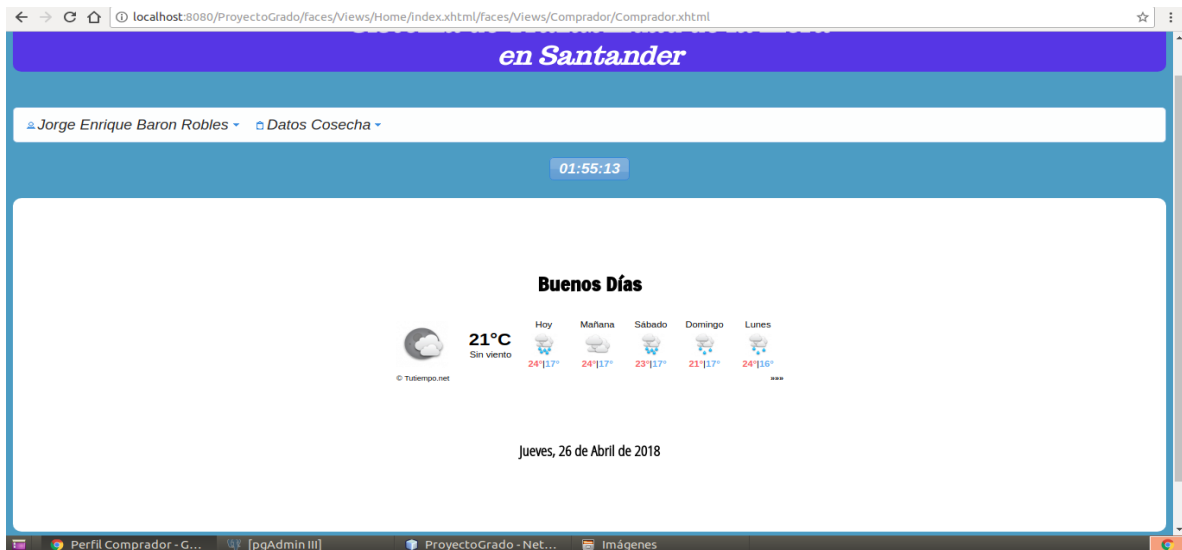 localhost:8080/ProyectoGrado/faces/Views/Home/index.xhtml/faces/Views/Comprador/Comprador.xhtml
en Santander
Jorge Enrique Baron Robles Datos Cosecha
01:55:13
Buenos Días
Hoy Mañana Sábado Domingo Lunes
21°C
Sin viento
24°|17° 24°|17° 23°|17° 21°|17° 24°|16°
© Tutiempo.net »»»
Jueves, 26 de Abril de 2018
Perfil Comprador - G... [pgAdmin III] ProyectoGrado - Net... Imágenes